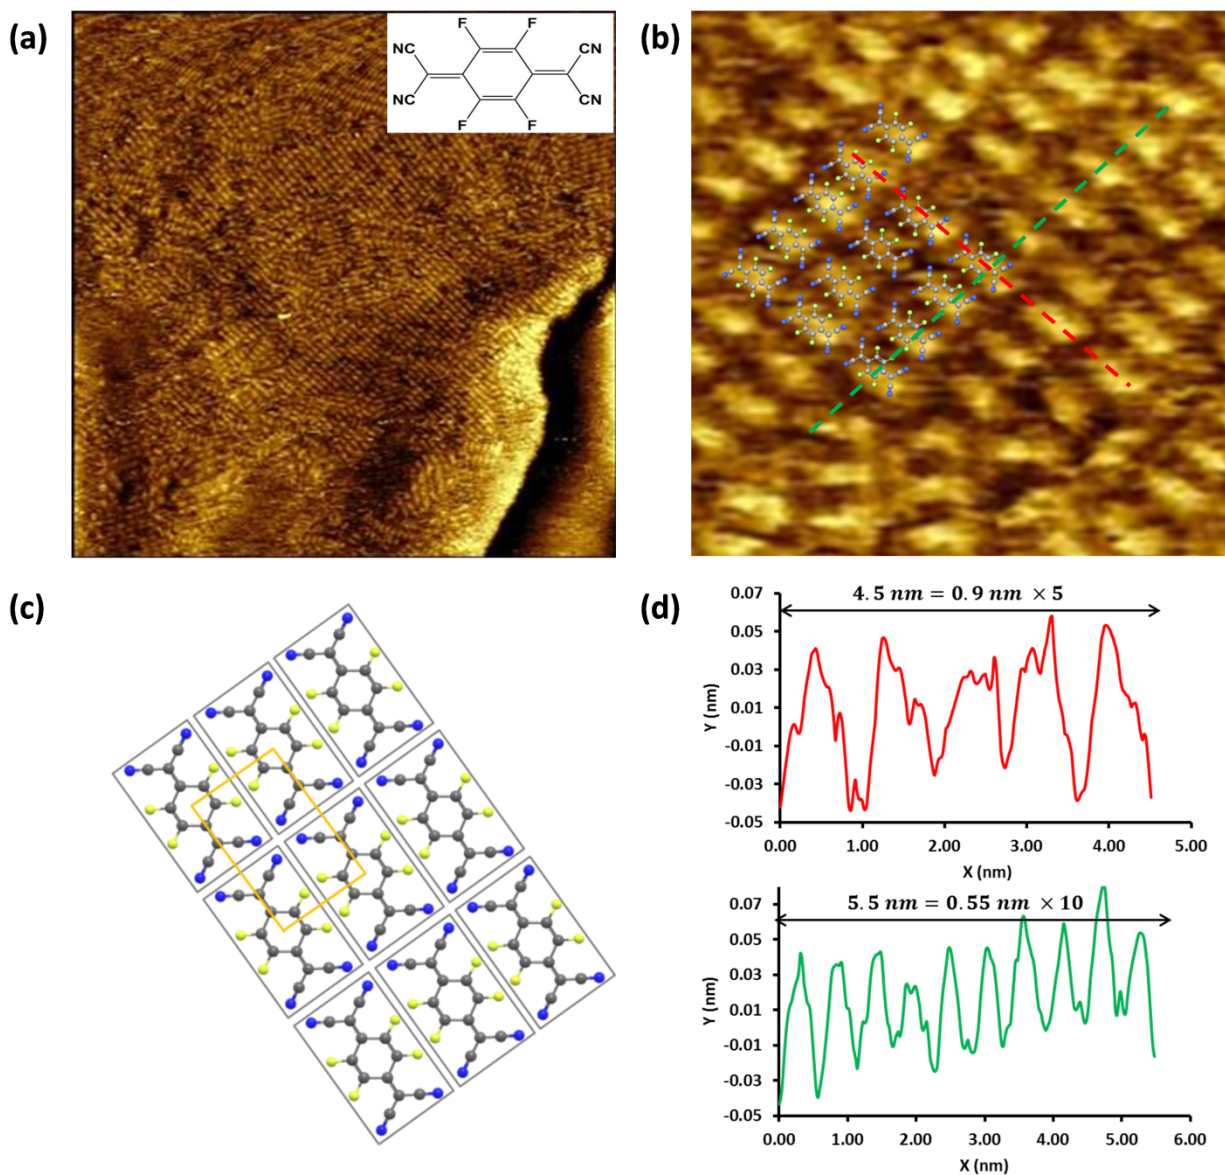 (a)
NC
F
F
CN
NC
F
F
CN
(b)
(c)
(d)
4.5 nm = 0.9 nm × 5
0.07
0.05
0.03
0.01
-0.01
-0.03
-0.05
Y (nm)
0.00 1.00 2.00 3.00 4.00 5.00
X (nm)
5.5 nm = 0.55 nm × 10
0.07
0.05
0.03
0.01
-0.01
-0.03
-0.05
Y (nm)
0.00 1.00 2.00 3.00 4.00 5.00 6.00
X (nm)